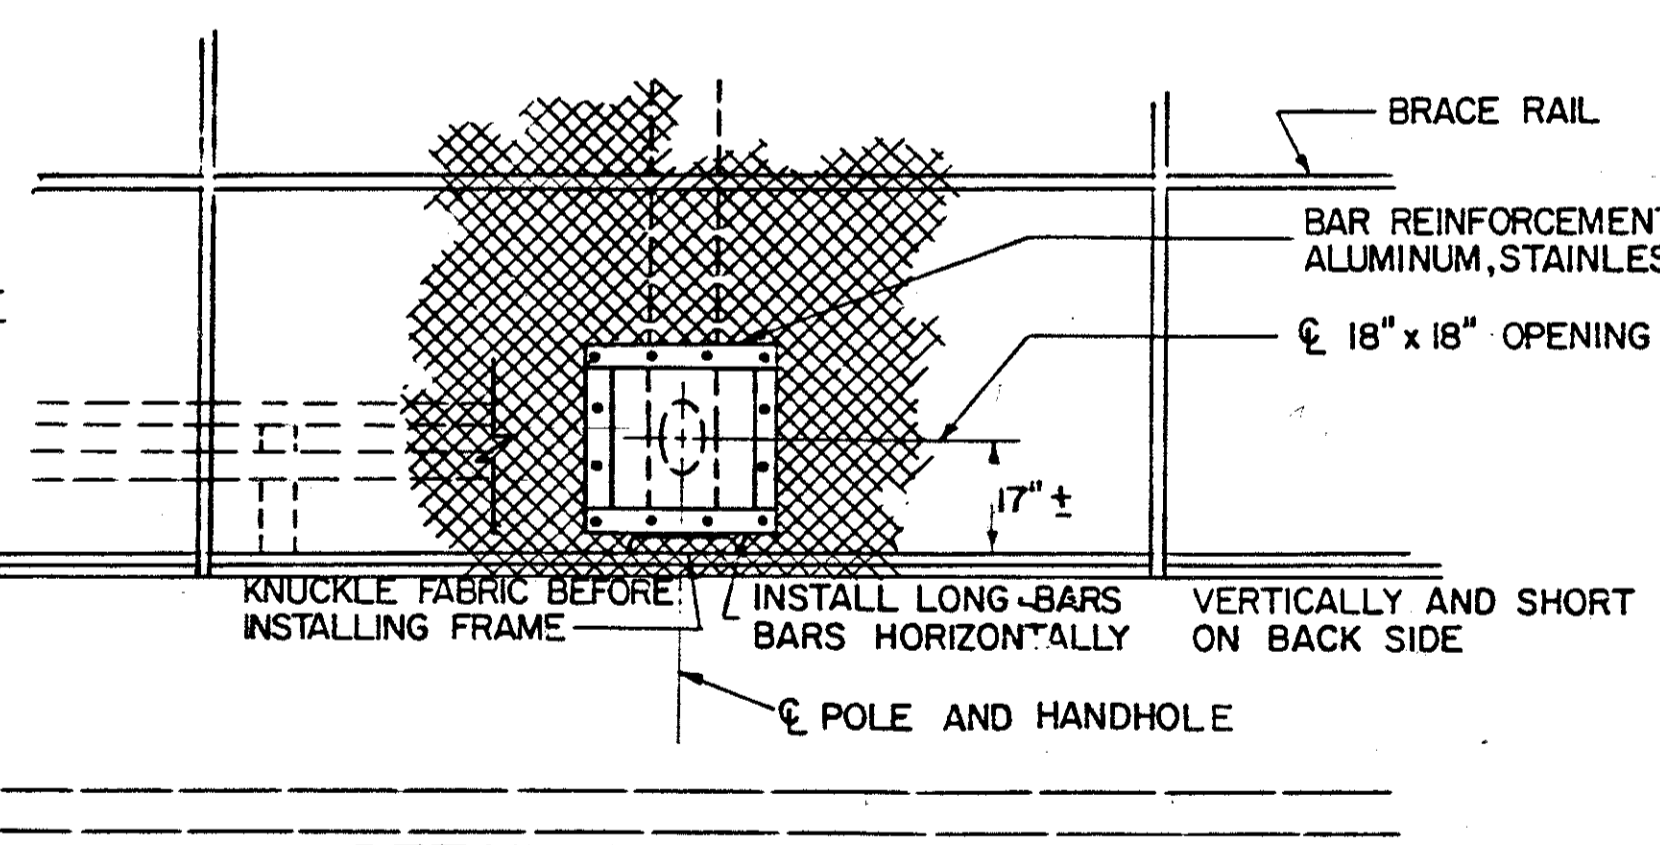 BRACE RAIL
BAR REINFORCEMENT
ALUMINUM, STAINLES
℄ 18" x 18" OPENING
17" ±
KNUCKLE FABRIC BEFORE
INSTALLING FRAME
INSTALL LONG BARS VERTICALLY AND SHORT
BARS HORIZONTALLY ON BACK SIDE
℄ POLE AND HANDHOLE